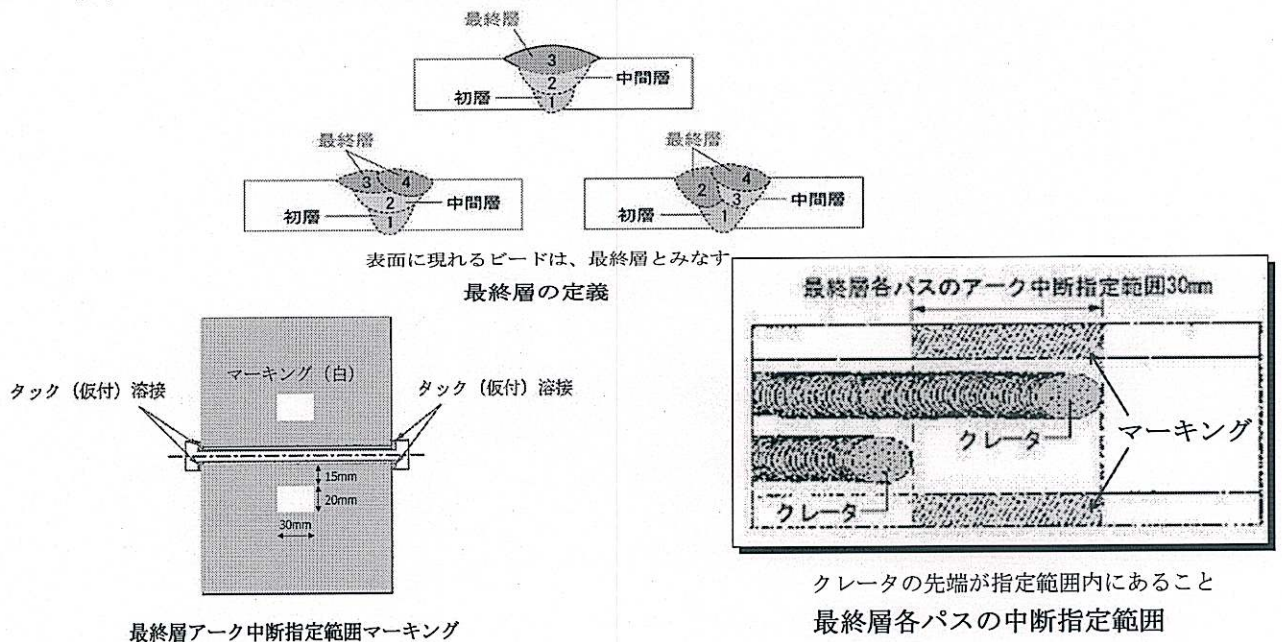 最終層
3
2
中間層
初層
1
最終層
3
4
2
中間層
初層
1
最終層
4
2
3
中間層
初層
1
表面に現れるビードは、最終層とみなす
最終層の定義
マーキング（白）
タック（仮付）溶接
タック（仮付）溶接
15mm
20mm
30mm
最終層アーク中断指定範囲マーキング
最終層各パスのアーク中断指定範囲30mm
クレータ
マーキング
クレータ
クレータの先端が指定範囲内にあること
最終層各パスの中断指定範囲